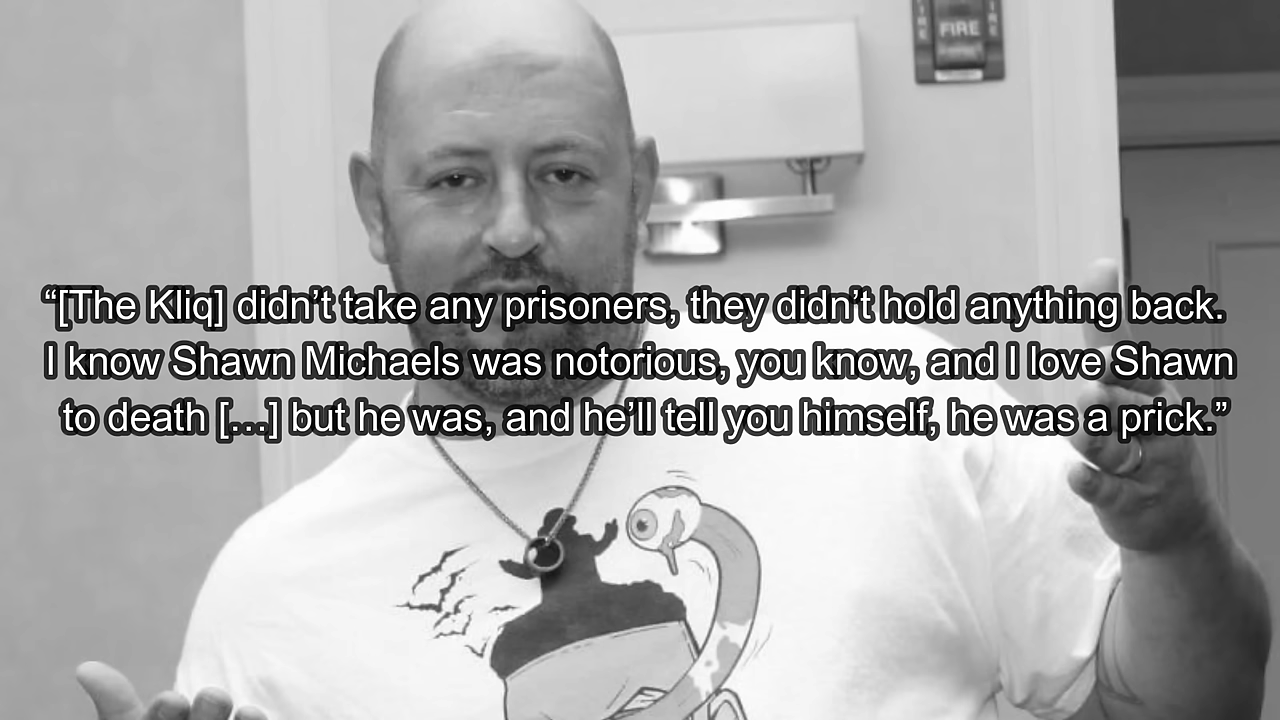 FIRE
“[The Kliq] didn’t take any prisoners, they didn’t hold anything back.
I know Shawn Michaels was notorious, you know, and I love Shawn
to death [...] but he was, and he’ll tell you himself, he was a prick.”